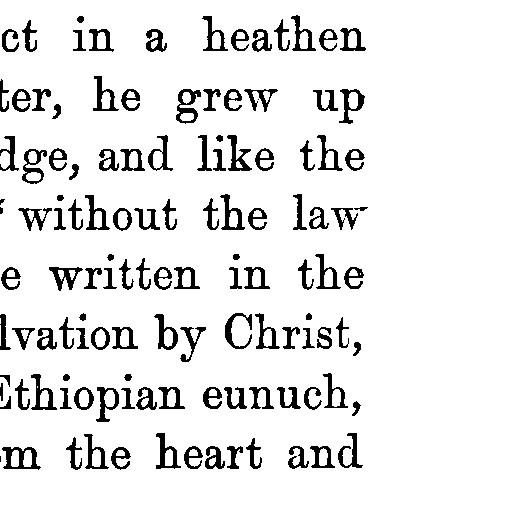 ct in a heathen
ter, he grew up
dge, and like the
without the law
e written in the
lvation by Christ,
Ethiopian eunuch,
om the heart and